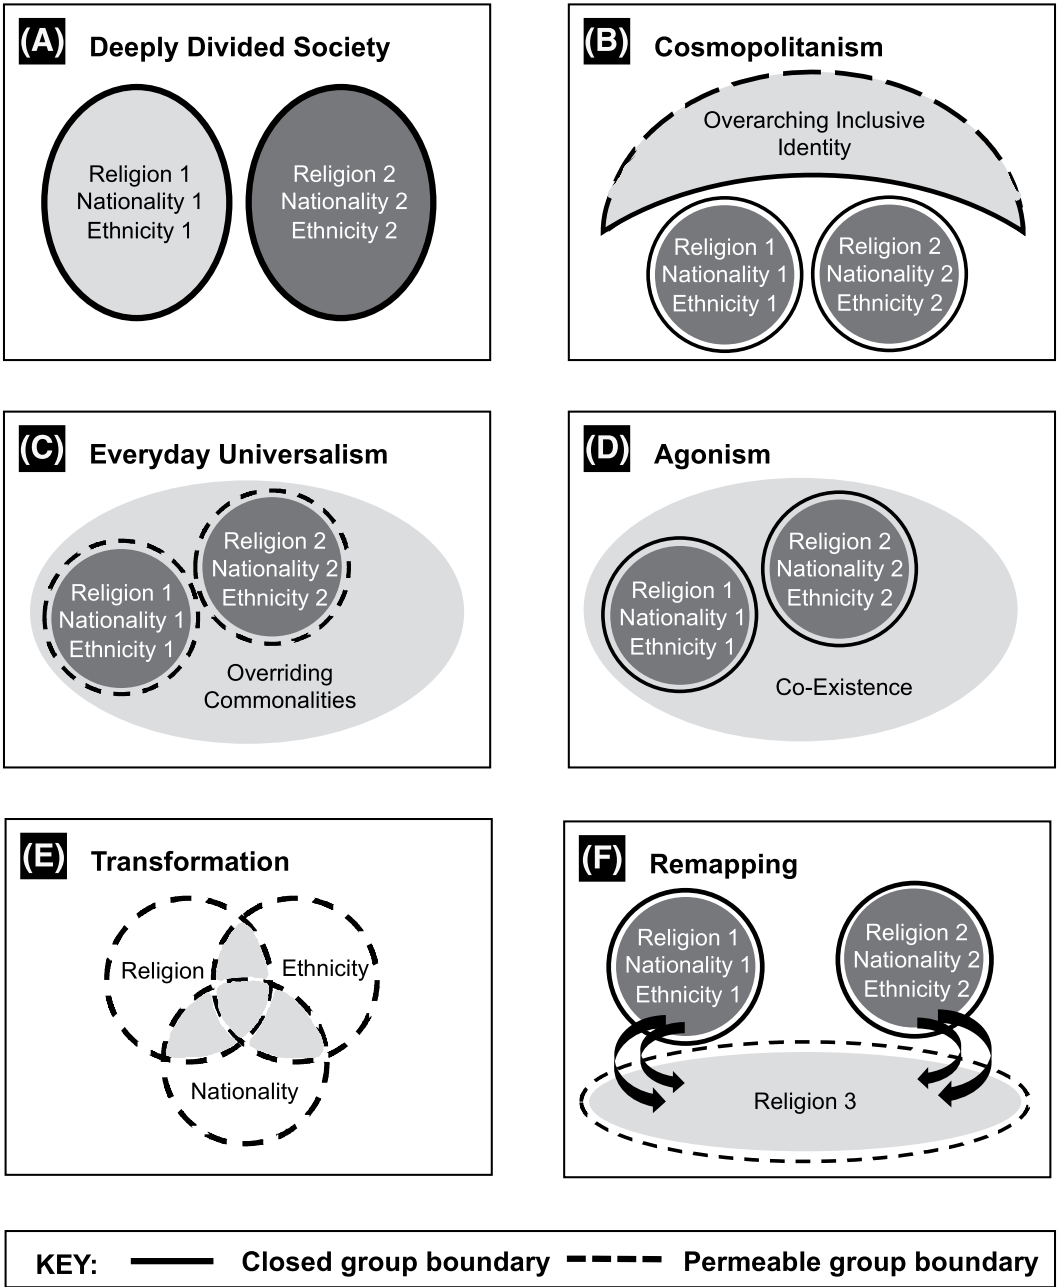 (A) Deeply Divided Society
Religion 1
Nationality 1
Ethnicity 1
Religion 2
Nationality 2
Ethnicity 2
(B) Cosmopolitanism
Overarching Inclusive
Identity
Religion 1
Nationality 1
Ethnicity 1
Religion 2
Nationality 2
Ethnicity 2
(C) Everyday Universalism
Religion 1
Nationality 1
Ethnicity 1
Religion 2
Nationality 2
Ethnicity 2
Overriding
Commonalities
(D) Agonism
Religion 1
Nationality 1
Ethnicity 1
Religion 2
Nationality 2
Ethnicity 2
Co-Existence
(E) Transformation
Religion
Ethnicity
Nationality
(F) Remapping
Religion 1
Nationality 1
Ethnicity 1
Religion 2
Nationality 2
Ethnicity 2
Religion 3
KEY: Closed group boundary Permeable group boundary